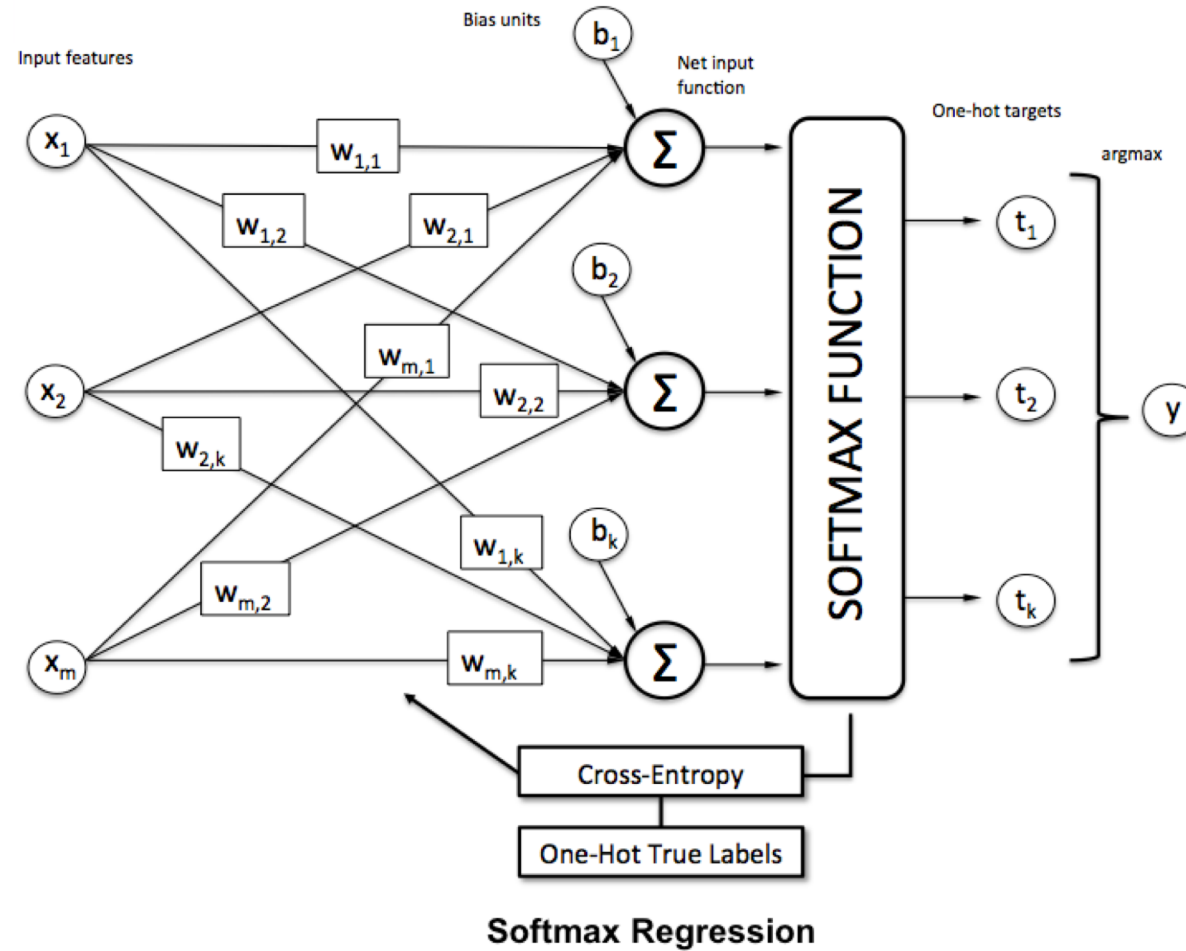 Bias units
b₁
Input features
Net input
function
One-hot targets
x₁
w₁,₁
Σ
argmax
w₁,₂
w₂,₁
t₁
b₂
SOFTMAX FUNCTION
wₘ,₁
x₂
w₂,₂
Σ
t₂
y
w₂,ₖ
bₖ
w₁,ₖ
wₘ,₂
tₖ
xₘ
wₘ,ₖ
Σ
Cross-Entropy
One-Hot True Labels
Softmax Regression